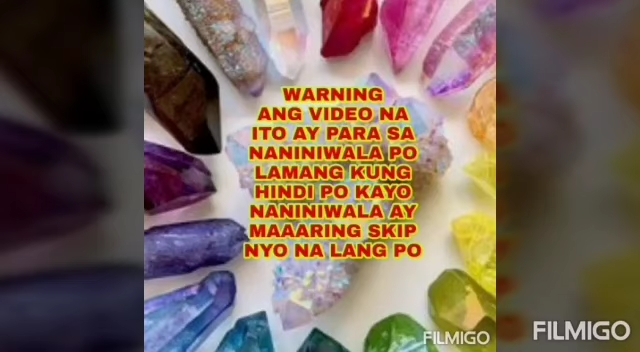 WARNING
ANG VIDEO NA
ITO AY PARA SA
NANINIWALA PO
LAMANG KUNG
HINDI PO KAYO
NANINIWALA AY
MAAARING SKIP
NYO NA LANG PO
FILMIGO
FILMIGO